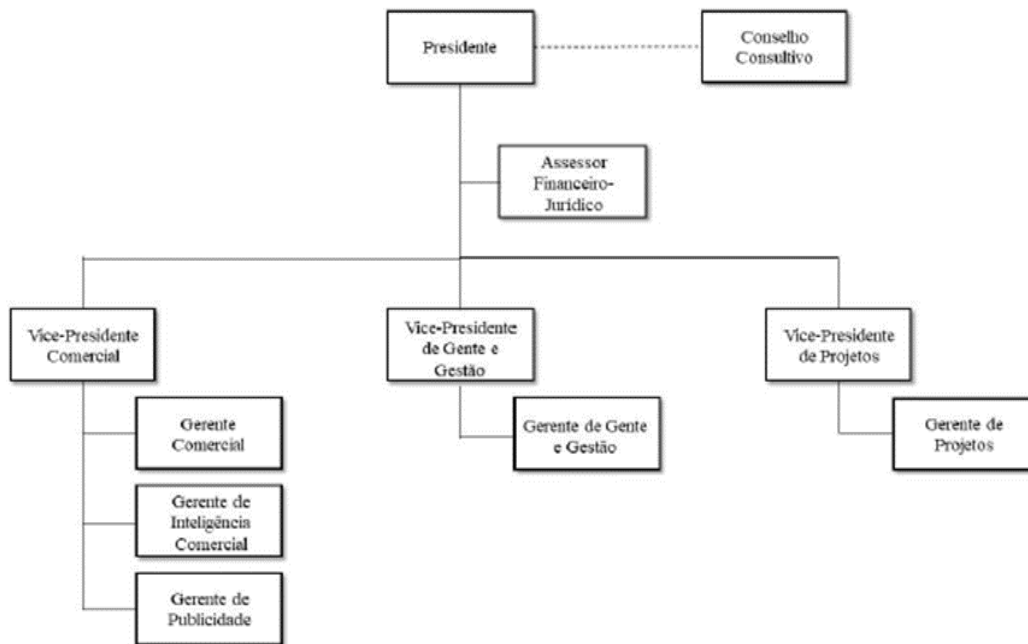 Presidente
Conselho
Consultivo
Assessor
Financeiro-
Jurídico
Vice-Presidente
Comercial
Vice-Presidente
de Gente e
Gestão
Vice-Presidente
de Projetos
Gerente
Comercial
Gerente de Gente
e Gestão
Gerente de
Projetos
Gerente de
Inteligência
Comercial
Gerente de
Publicidade